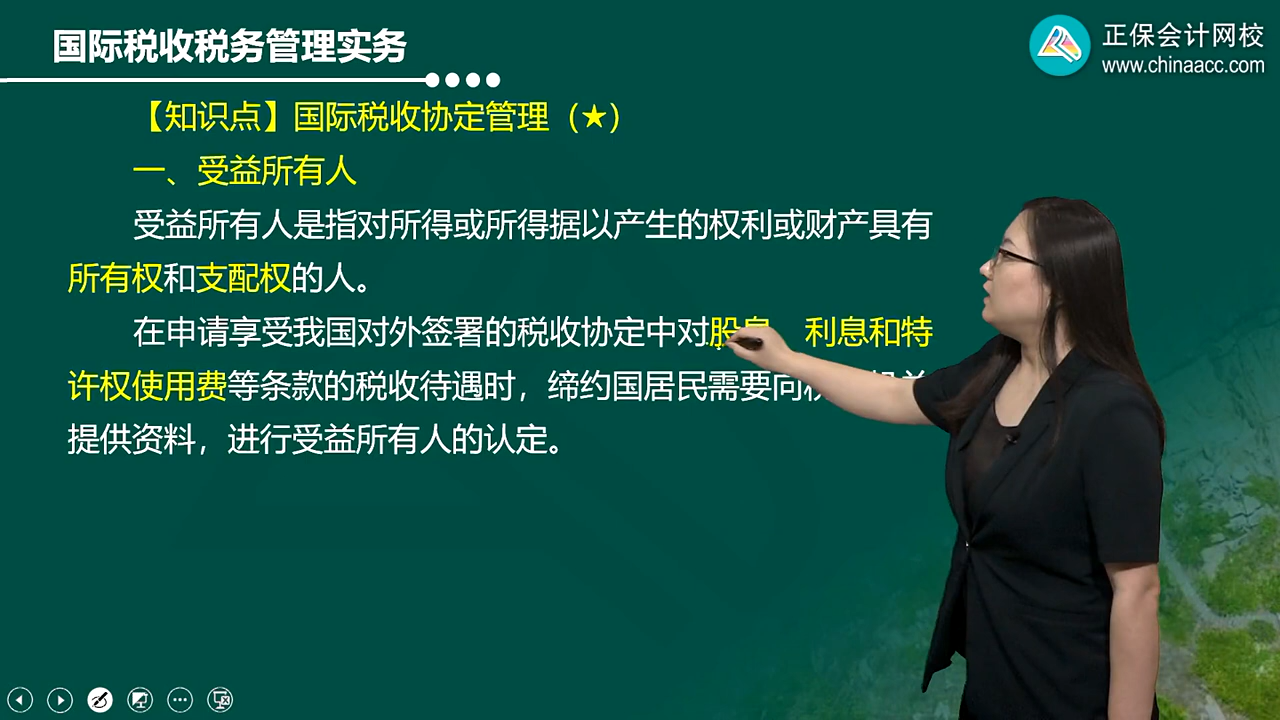 国际税收税务管理实务
正保会计网校
www.chinaacc.com
【知识点】国际税收协定管理（★）
一、受益所有人
受益所有人是指对所得或所得据以产生的权利或财产具有
所有权和支配权的人。
在申请享受我国对外签署的税收协定中对股息、利息和特
许权使用费等条款的税收待遇时，缔约国居民需要向
提供资料，进行受益所有人的认定。